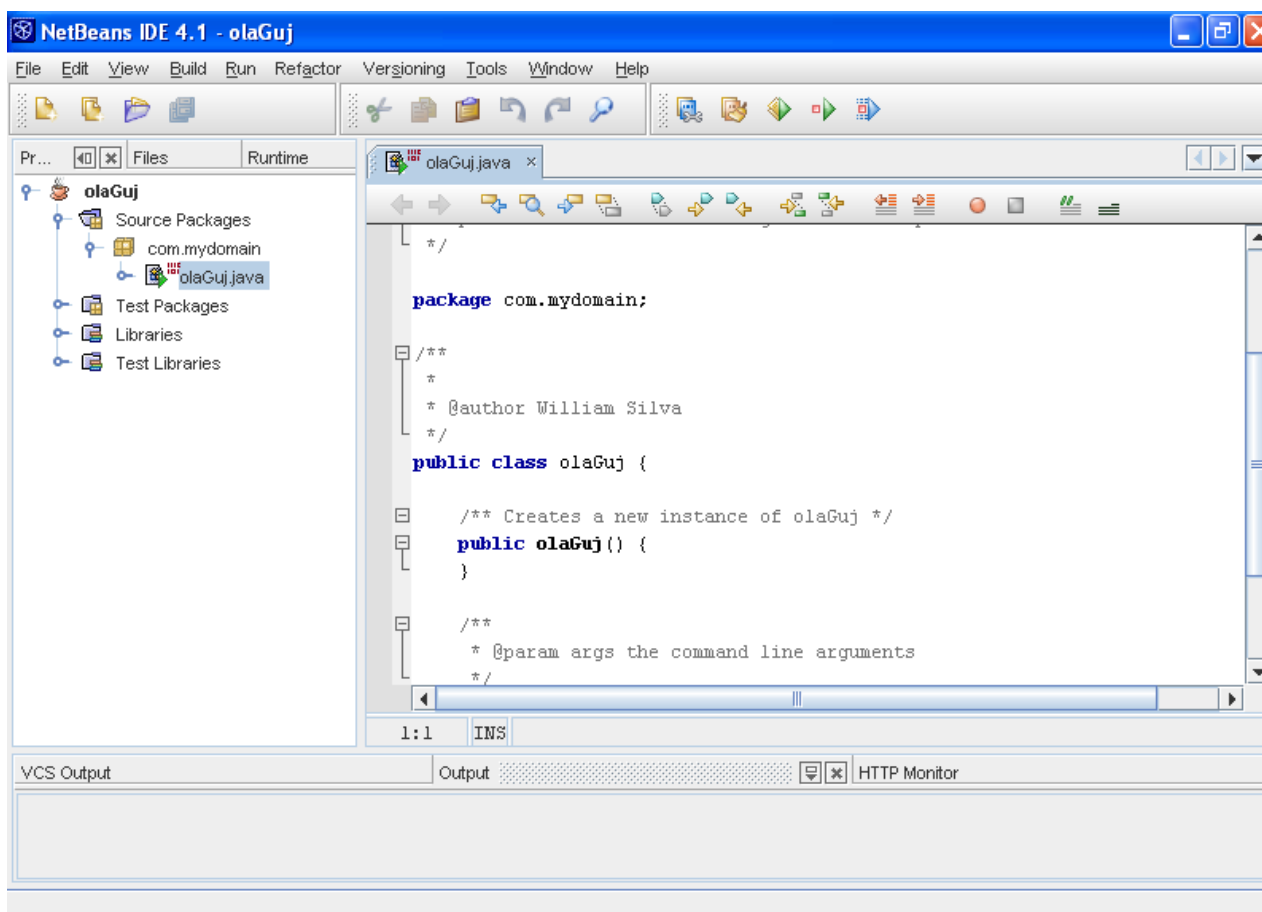 NetBeans IDE 4.1 - olaGuj
File Edit View Build Run Refactor Versioning Tools Window Help
Pr... Files Runtime
olaGuj
Source Packages
com.mydomain
olaGuj.java
Test Packages
Libraries
Test Libraries
olaGuj.java
*/
package com.mydomain;
/**
*
* @author William Silva
*/
public class olaGuj {
/** Creates a new instance of olaGuj */
public olaGuj() {
}
/**
* @param args the command line arguments
*/
1:1 INS
VCS Output Output HTTP Monitor